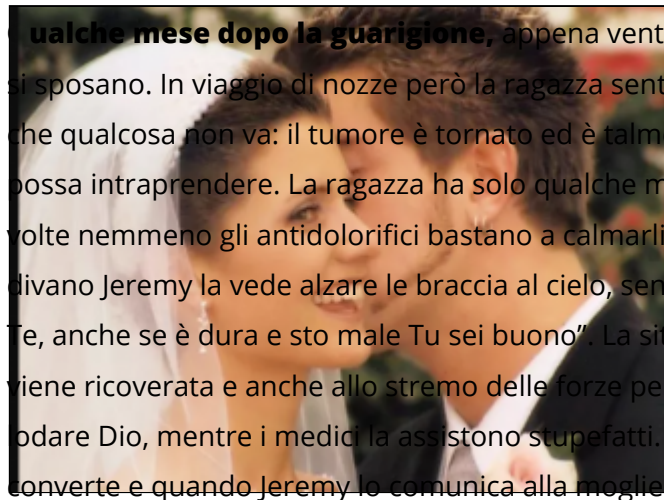 ualche mese dopo la guarigione, appena vent
si sposano. In viaggio di nozze però la ragazza sent
che qualcosa non va: il tumore è tornato ed è talm
possa intraprendere. La ragazza ha solo qualche m
volte nemmeno gli antidolorifici bastano a calmarli
divano Jeremy la vede alzare le braccia al cielo, sen
Te, anche se è dura e sto male Tu sei buono”. La sit
viene ricoverata e anche allo stremo delle forze pe
lodare Dio, mentre i medici la assistono stupefatti.
converte e quando Jeremy lo comunica alla moglie